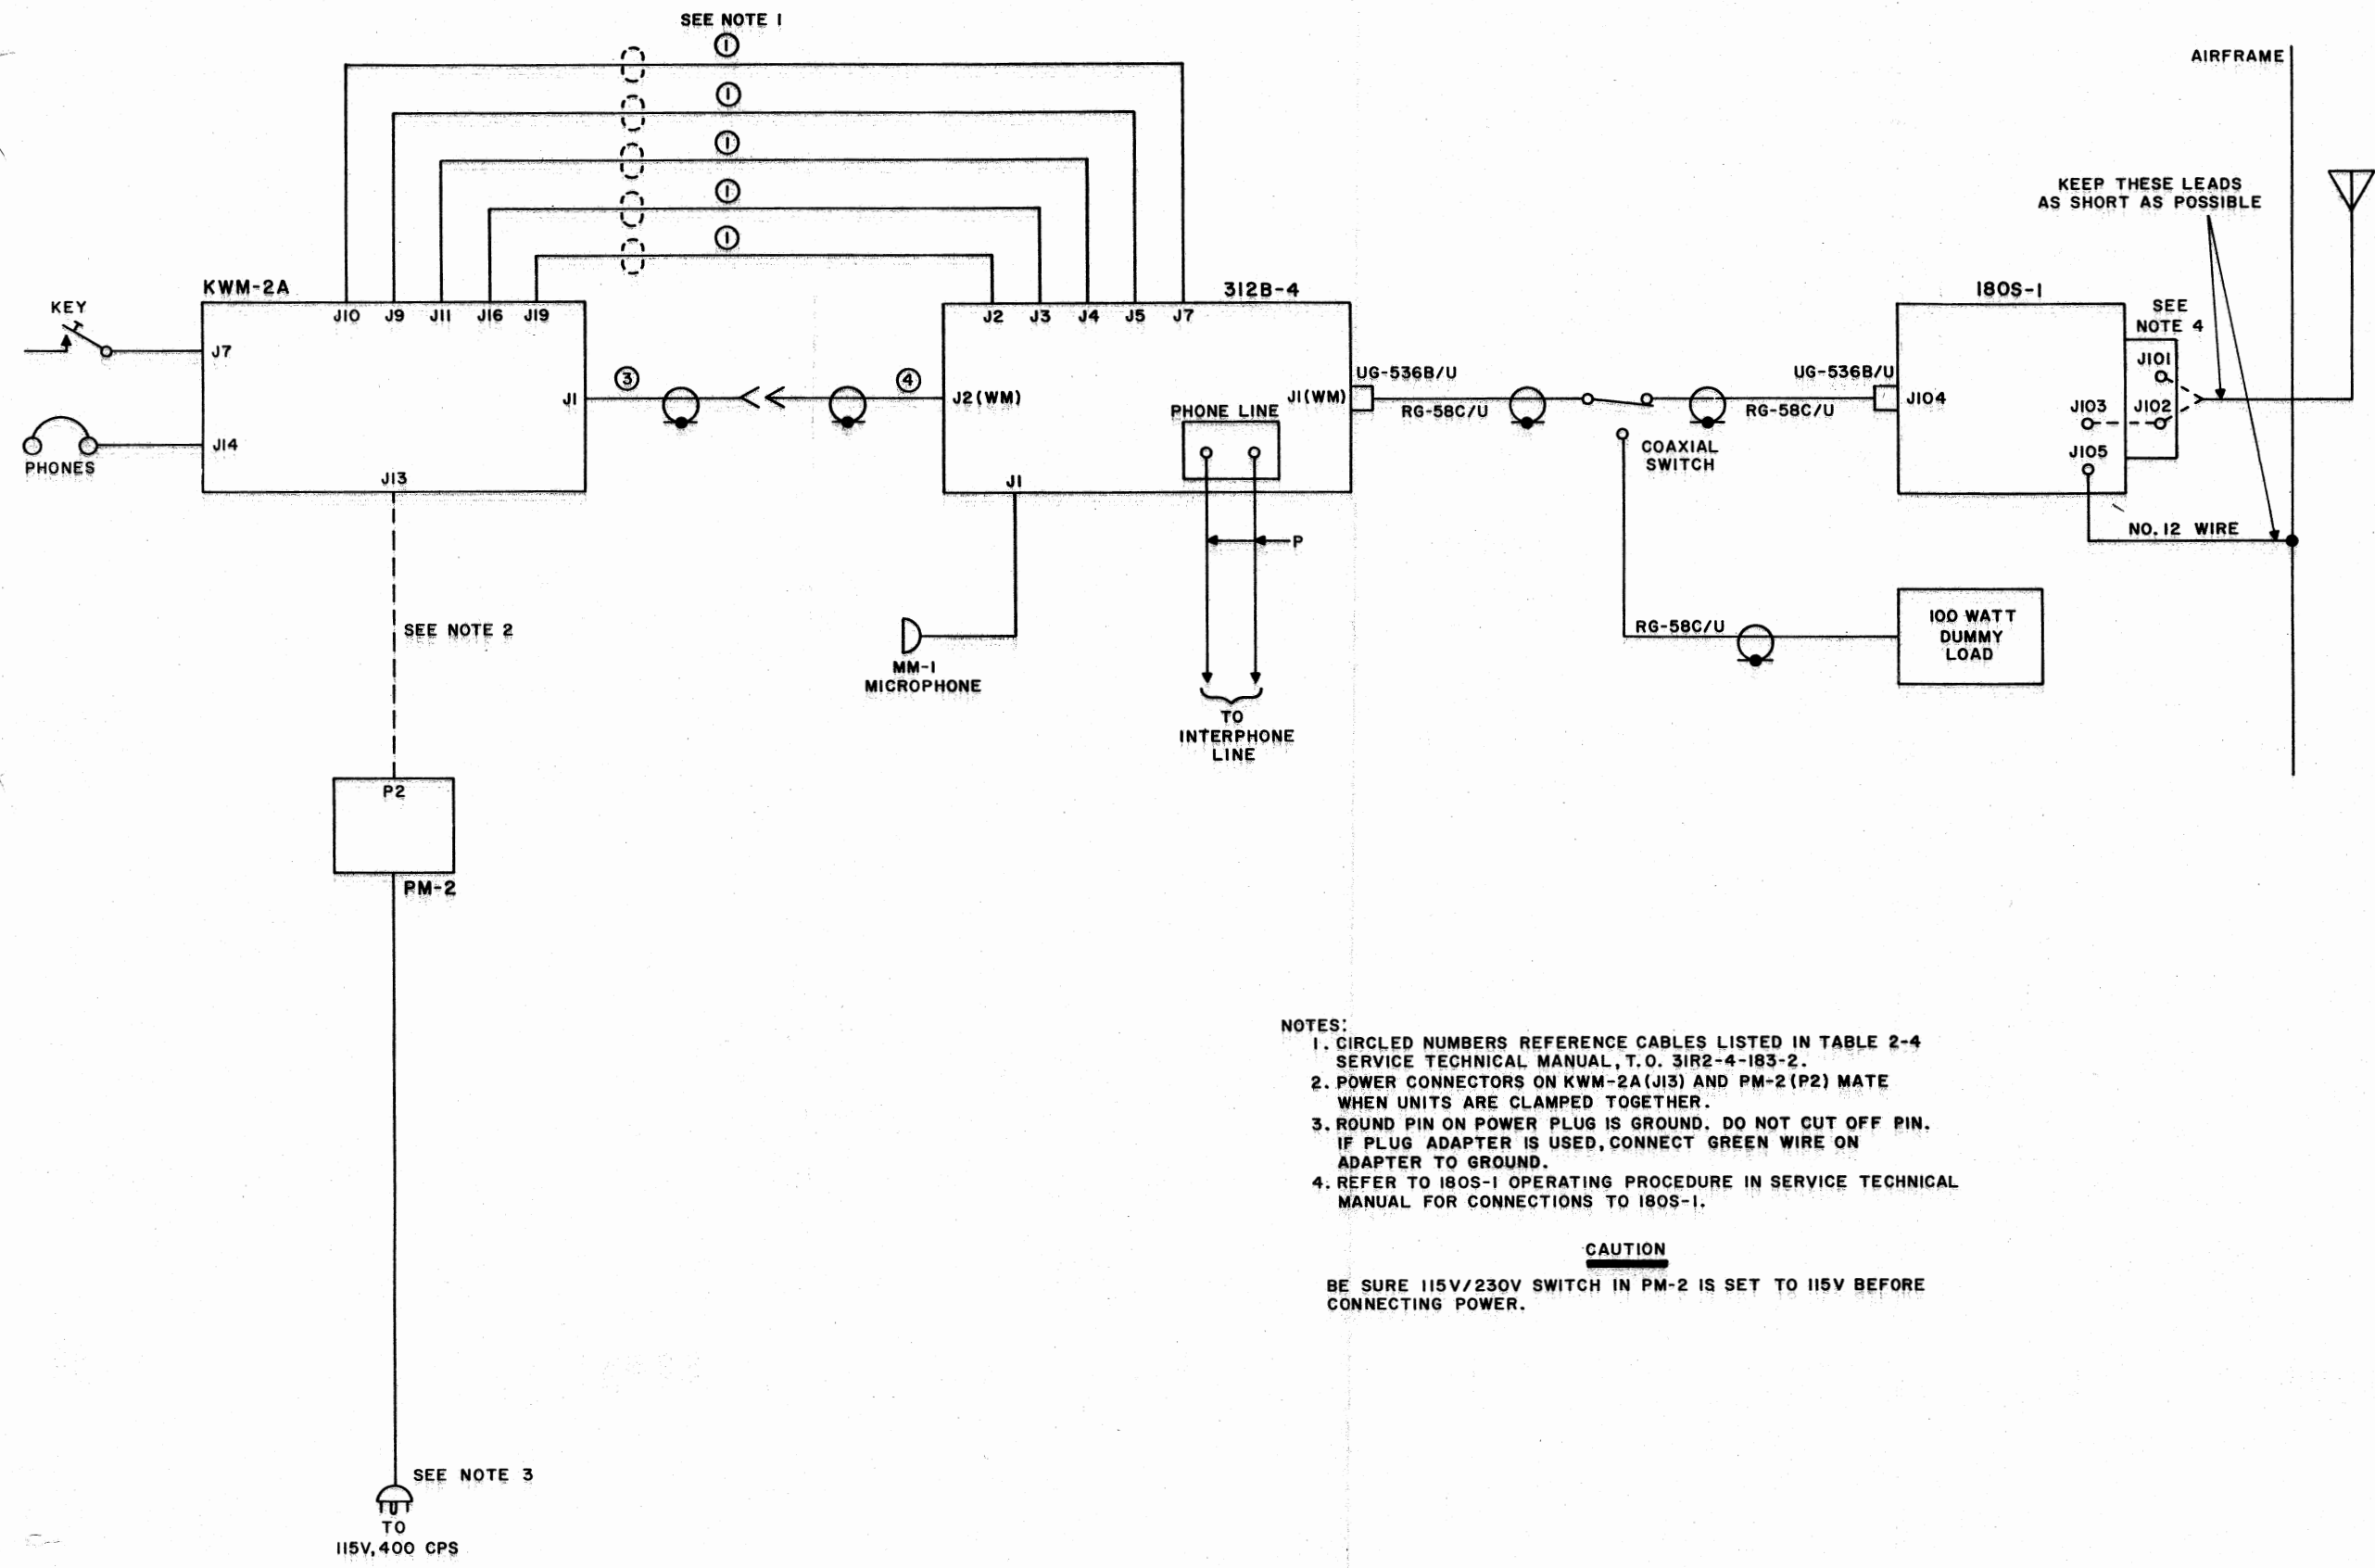 SEE NOTE 1
①
①
①
①
①
AIRFRAME
KEEP THESE LEADS
AS SHORT AS POSSIBLE
KWM-2A
J10 J9 J11 J16 J19
KEY
J7
J14
PHONES
J13
J1
③
④
312B-4
J2 J3 J4 J5 J7
J2(WM)
J1(WM)
PHONE LINE
J1
P
MM-1
MICROPHONE
TO
INTERPHONE
LINE
UG-536B/U
RG-58C/U
COAXIAL
SWITCH
UG-536B/U
RG-58C/U
180S-1
SEE
NOTE 4
J101
J104
J103
J102
J105
NO. 12 WIRE
RG-58C/U
100 WATT
DUMMY
LOAD
SEE NOTE 2
P2
PM-2
SEE NOTE 3
TO
115V, 400 CPS
NOTES:
1. CIRCLED NUMBERS REFERENCE CABLES LISTED IN TABLE 2-4
SERVICE TECHNICAL MANUAL, T.O. 31R2-4-183-2.
2. POWER CONNECTORS ON KWM-2A (J13) AND PM-2 (P2) MATE
WHEN UNITS ARE CLAMPED TOGETHER.
3. ROUND PIN ON POWER PLUG IS GROUND. DO NOT CUT OFF PIN.
IF PLUG ADAPTER IS USED, CONNECT GREEN WIRE ON
ADAPTER TO GROUND.
4. REFER TO 180S-1 OPERATING PROCEDURE IN SERVICE TECHNICAL
MANUAL FOR CONNECTIONS TO 180S-1.
CAUTION
BE SURE 115V/230V SWITCH IN PM-2 IS SET TO 115V BEFORE
CONNECTING POWER.